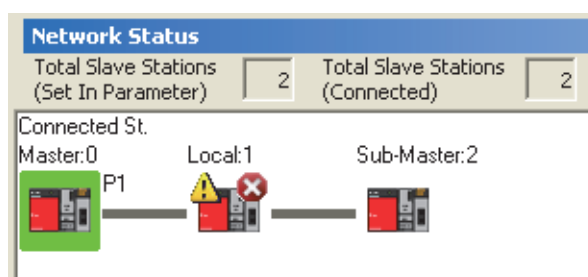 Network Status
Total Slave Stations (Set In Parameter) 2 Total Slave Stations (Connected) 2
Connected St.
Master:0 Local:1 Sub-Master:2
P1